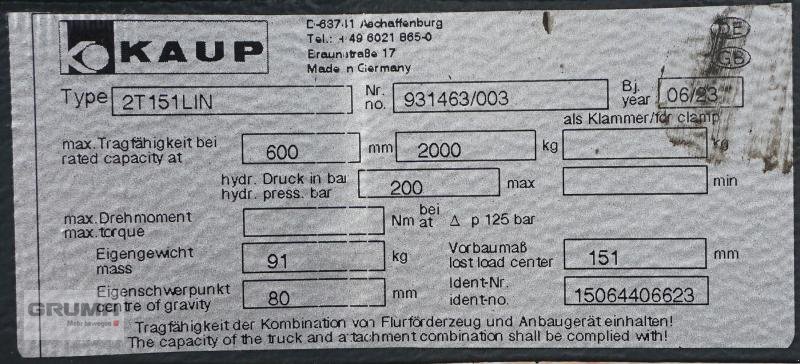 KAUP
D-63741 Aschaffenburg
Tel.: +49 6021 865-0
Braunstraße 17
Made in Germany
DE
GB
Type 2T151LIN Nr. no. 931463/003 Bj. year 06/23
als Klammer/for clamp
max. Tragfähigkeit bei
rated capacity at 600 mm 2000 kg kg
hydr. Druck in bar
hydr. press. bar 200 max min
max. Drehmoment
max. torque Nm bei at Δ p 125 bar
Eigengewicht
mass 91 kg Vorbaumaß
lost load center 151 mm
Eigenschwerpunkt
centre of gravity 80 mm Ident-Nr.
ident-no. 15064406623
GRUMA
Mehr bewegen
Tragfähigkeit der Kombination von Flurförderzeug und Anbaugerät einhalten!
The capacity of the truck and attachment combination shall be complied with!